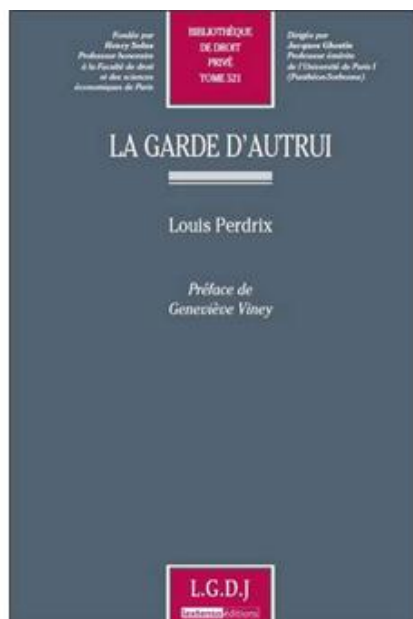 Fondée par
Henry Solus
Professeur honoraire
à la Faculté de droit
et des sciences
économiques de Paris
BIBLIOTHÈQUE
DE DROIT
PRIVÉ
TOME 521
Dirigée par
Jacques Ghestin
Professeur émérite
de l'Université de Paris I
(Panthéon-Sorbonne)
LA GARDE D'AUTRUI
Louis Perdrix
Préface de
Geneviève Viney
L.G.D.J
lextenso éditions